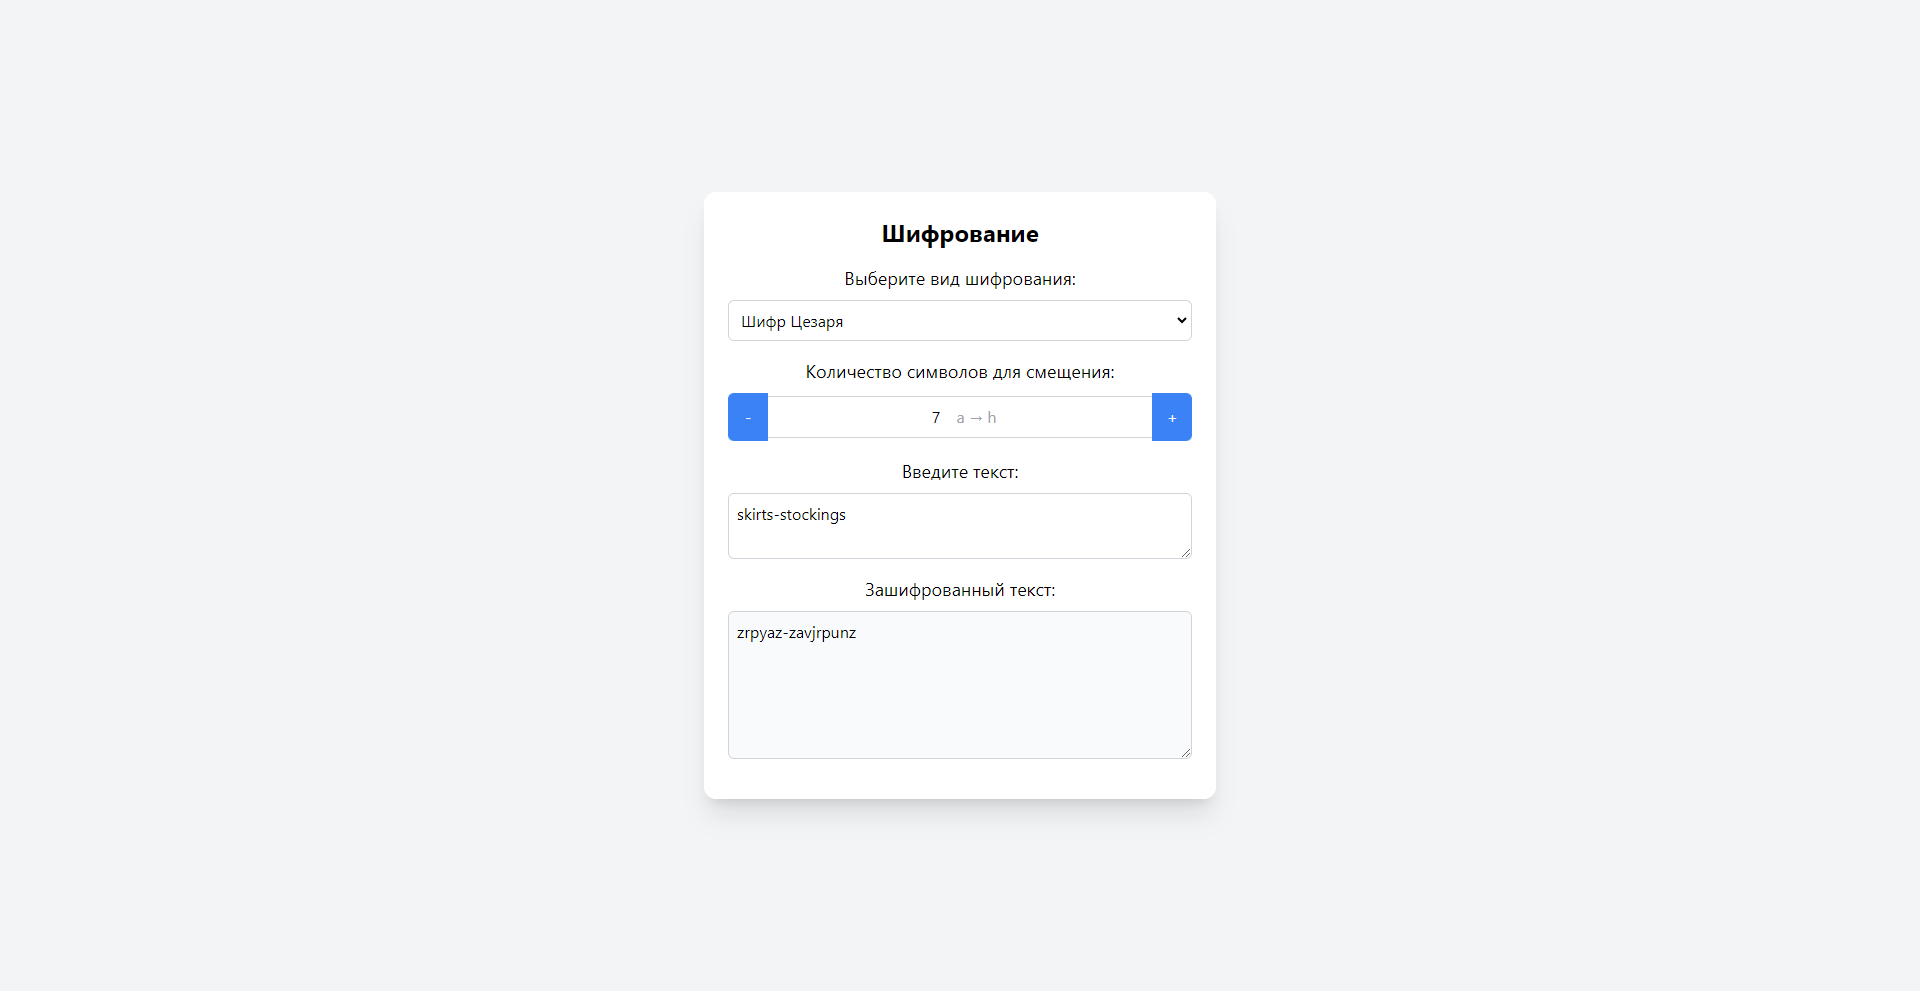 Шифрование
Выберите вид шифрования:
Шифр Цезаря
Количество символов для смещения:
- 7 a → h +
Введите текст:
skirts-stockings
Зашифрованный текст:
zrpyaz-zavjrpunz